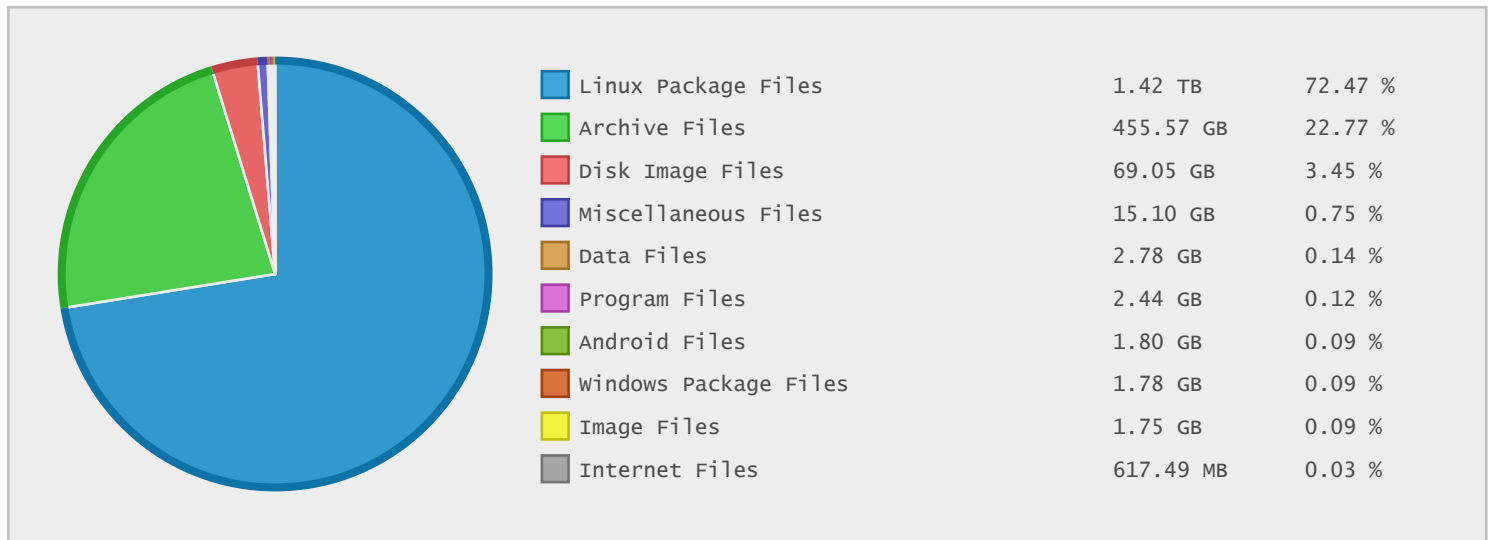 Linux Package Files 1.42 TB 72.47 %
Archive Files 455.57 GB 22.77 %
Disk Image Files 69.05 GB 3.45 %
Miscellaneous Files 15.10 GB 0.75 %
Data Files 2.78 GB 0.14 %
Program Files 2.44 GB 0.12 %
Android Files 1.80 GB 0.09 %
Windows Package Files 1.78 GB 0.09 %
Image Files 1.75 GB 0.09 %
Internet Files 617.49 MB 0.03 %